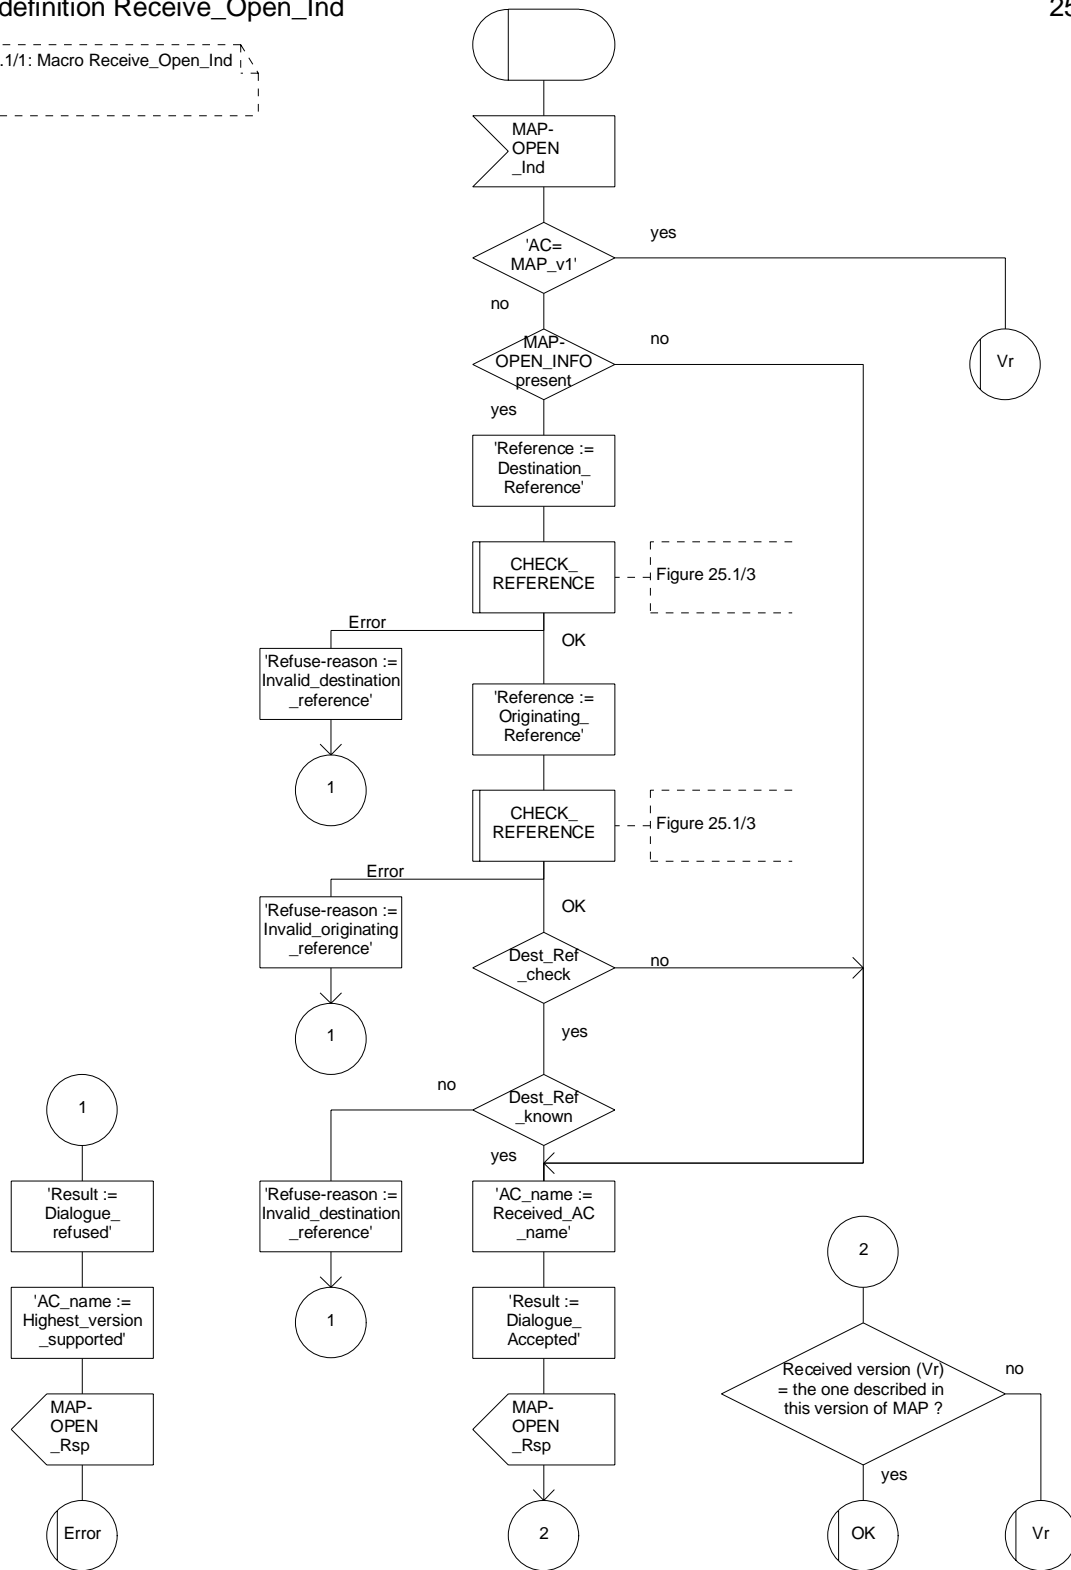 definition Receive_Open_Ind
25
.1/1: Macro Receive_Open_Ind
MAP-
OPEN
_Ind
'AC=
MAP_v1'
yes
no
MAP-
OPEN_INFO
present
no
Vr
yes
'Reference :=
Destination_
Reference'
CHECK_
REFERENCE
Figure 25.1/3
Error
OK
'Refuse-reason :=
Invalid_destination
_reference'
'Reference :=
Originating_
Reference'
1
CHECK_
REFERENCE
Figure 25.1/3
Error
OK
'Refuse-reason :=
Invalid_originating
_reference'
Dest_Ref
_check
no
1
yes
no
Dest_Ref
_known
1
yes
'Result :=
Dialogue_
refused'
'Refuse-reason :=
Invalid_destination
_reference'
'AC_name :=
Received_AC
_name'
2
'AC_name :=
Highest_version
_supported'
1
'Result :=
Dialogue_
Accepted'
Received version (Vr)
= the one described in
this version of MAP ?
no
MAP-
OPEN
_Rsp
MAP-
OPEN
_Rsp
yes
Error
2
OK
Vr